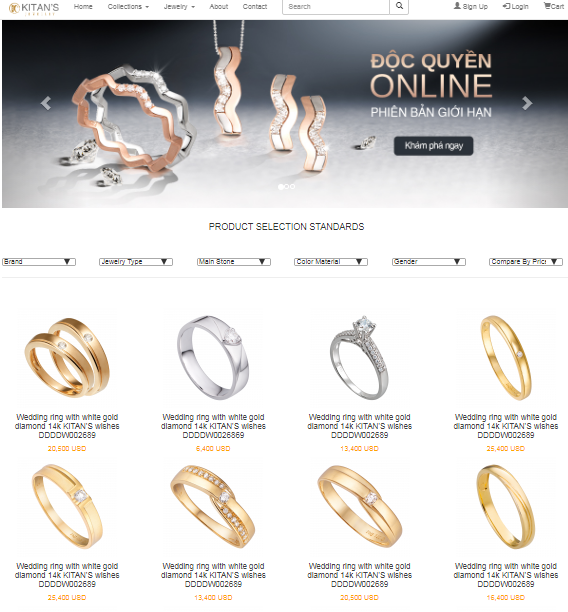 KITAN'S
JEWELRY
Home Collections Jewelry About Contact Search Sign Up Login Cart
ĐỘC QUYỀN
ONLINE
PHIÊN BẢN GIỚI HẠN
Khám phá ngay
PRODUCT SELECTION STANDARDS
Brand Jewelry Type Main Stone Color Material Gender Compare By Price
Wedding ring with white gold
diamond 14k KITAN'S wishes
DDDDW002689
20,500 USD
Wedding ring with white gold
diamond 14k KITAN'S wishes
DDDDW0026869
6,400 USD
Wedding ring with white gold
diamond 14k KITAN'S wishes
DDDDW002689
13,400 USD
Wedding ring with white gold
diamond 14k KITAN'S wishes
DDDDW002689
25,400 USD
Wedding ring with white gold
diamond 14k KITAN'S wishes
DDDDW002689
25,400 USD
Wedding ring with white gold
diamond 14k KITAN'S wishes
DDDDW002689
13,400 USD
Wedding ring with white gold
diamond 14k KITAN'S wishes
DDDDW002689
20,500 USD
Wedding ring with white gold
diamond 14k KITAN'S wishes
DDDDW002689
16,400 USD